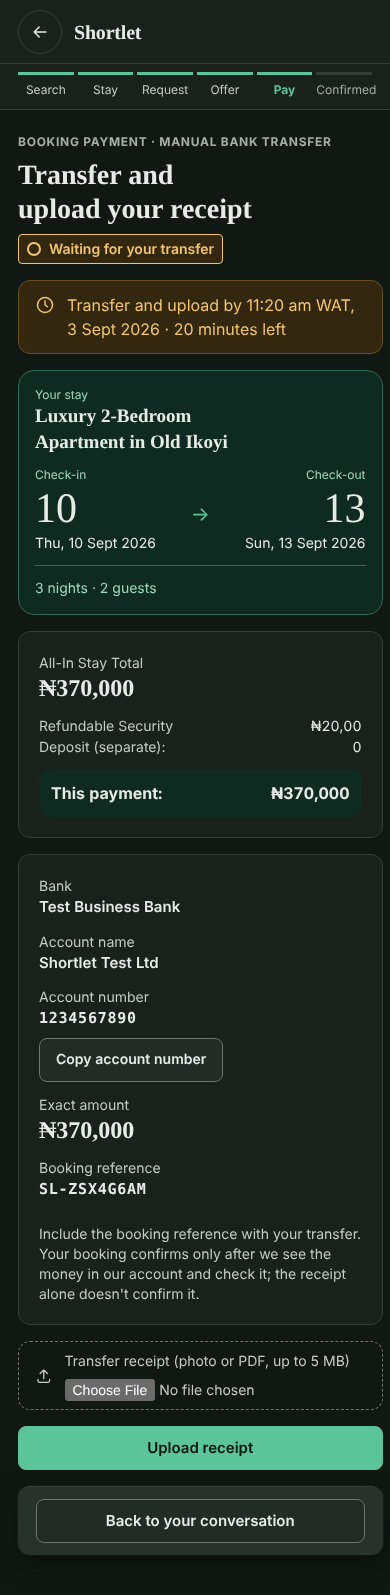 Shortlet
Search Stay Request Offer Pay Confirmed
BOOKING PAYMENT · MANUAL BANK TRANSFER
Transfer and
upload your receipt
Waiting for your transfer
Transfer and upload by 11:20 am WAT,
3 Sept 2026 · 20 minutes left
Your stay
Luxury 2-Bedroom
Apartment in Old Ikoyi
Check-in Check-out
10 → 13
Thu, 10 Sept 2026 Sun, 13 Sept 2026
3 nights · 2 guests
All-In Stay Total
₦370,000
Refundable Security ₦20,00
Deposit (separate): 0
This payment: ₦370,000
Bank
Test Business Bank
Account name
Shortlet Test Ltd
Account number
1234567890
Copy account number
Exact amount
₦370,000
Booking reference
SL-ZSX4G6AM
Include the booking reference with your transfer.
Your booking confirms only after we see the
money in our account and check it; the receipt
alone doesn't confirm it.
Transfer receipt (photo or PDF, up to 5 MB)
Choose File No file chosen
Upload receipt
Back to your conversation